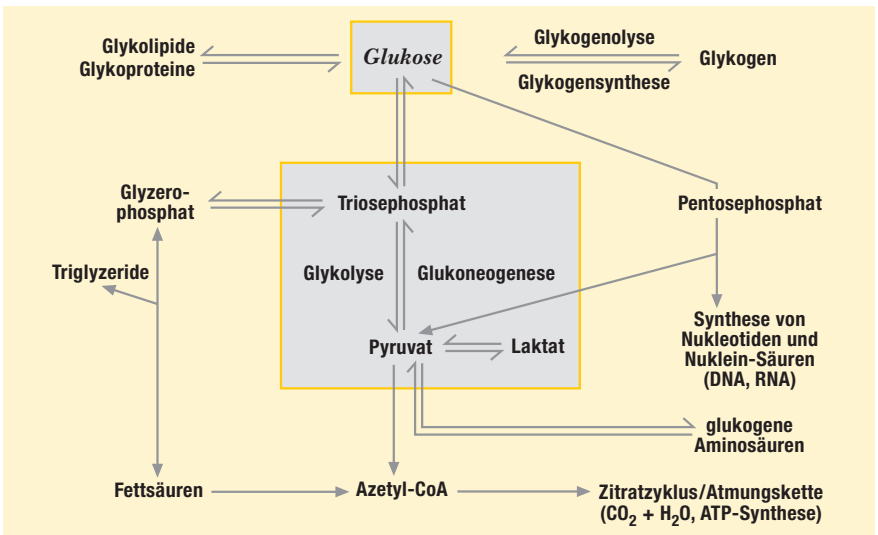 Glykolipide
Glykoproteine
Glukose
Glykogenolyse
Glykogensynthese
Glykogen
Glyzero-
phosphat
Triosephosphat
Pentosephosphat
Triglyzeride
Glykolyse
Glukoneogenese
Pyruvat
Laktat
Synthese von
Nukleotiden und
Nuklein-Säuren
(DNA, RNA)
glukogene
Aminosäuren
Fettsäuren
Azetyl-CoA
Zitratzyklus/Atmungskette
(CO₂ + H₂O, ATP-Synthese)